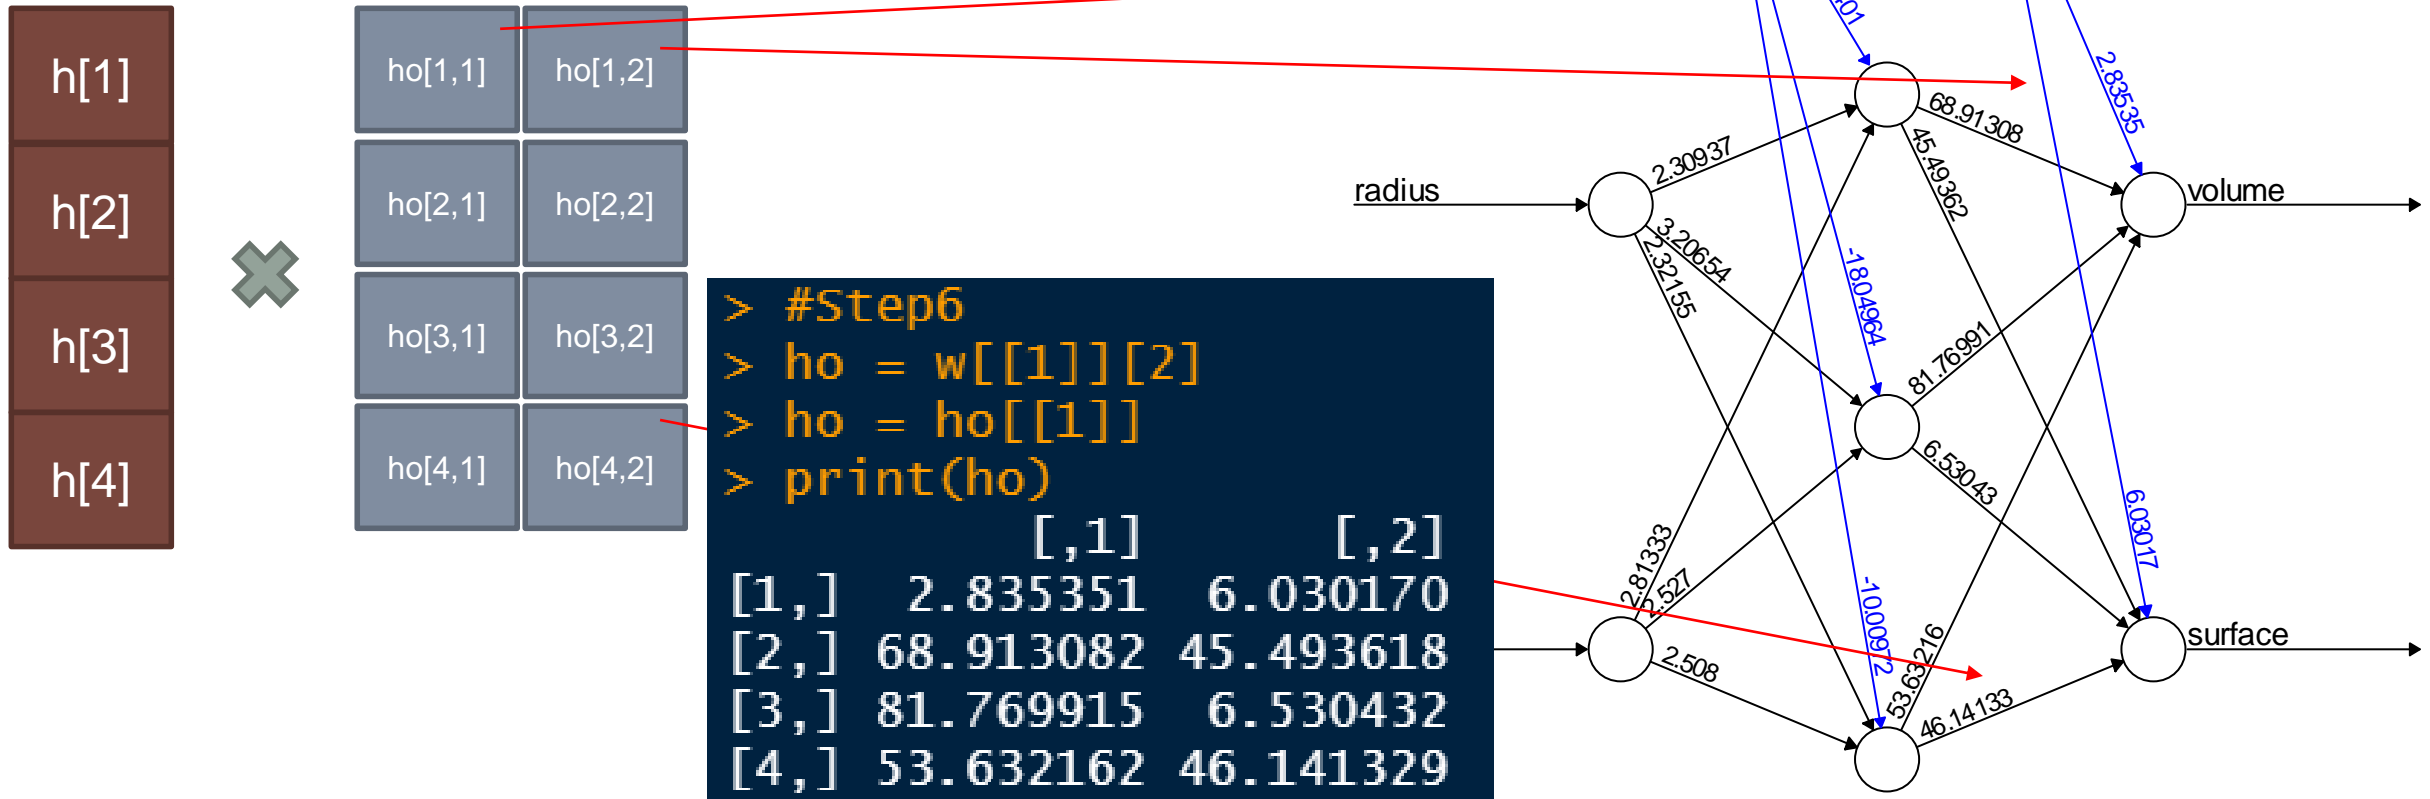 h[1]
h[2]
h[3]
h[4]
ho[1,1] ho[1,2]
ho[2,1] ho[2,2]
ho[3,1] ho[3,2]
ho[4,1] ho[4,2]
> #Step6
> ho = w[[1]][2]
> ho = ho[[1]]
> print(ho)
[,1] [,2]
[1,] 2.835351 6.030170
[2,] 68.913082 45.493618
[3,] 81.769915 6.530432
[4,] 53.632162 46.141329
radius
2.30937
3.20654
2.32155
2.81333
2.527
2.508
-18.04964
-10.00972
68.91308
45.49362
81.76991
6.53043
53.63216
46.14133
2.83535
6.03017
volume
surface